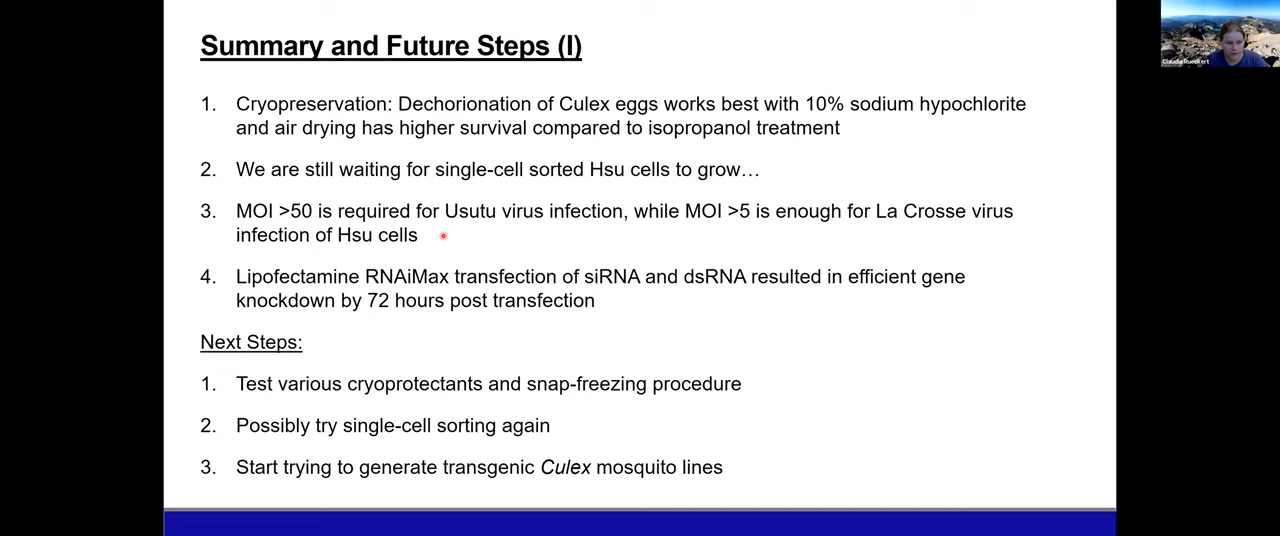 Summary and Future Steps (I)
1. Cryopreservation: Dechorionation of Culex eggs works best with 10% sodium hypochlorite
and air drying has higher survival compared to isopropanol treatment
2. We are still waiting for single-cell sorted Hsu cells to grow…
3. MOI >50 is required for Usutu virus infection, while MOI >5 is enough for La Crosse virus
infection of Hsu cells
4. Lipofectamine RNAiMax transfection of siRNA and dsRNA resulted in efficient gene
knockdown by 72 hours post transfection
Next Steps:
1. Test various cryoprotectants and snap-freezing procedure
2. Possibly try single-cell sorting again
3. Start trying to generate transgenic Culex mosquito lines
Claudia Rueckert